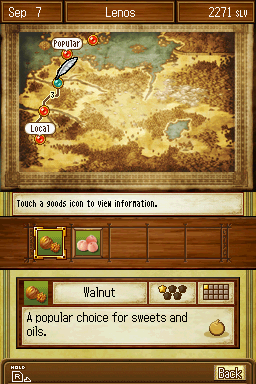 Sep 7
Lenos
2271 SLV
Popular
3
Local
Touch a goods icon to view information.
Walnut
A popular choice for sweets and
oils.
HOLD
R
Back